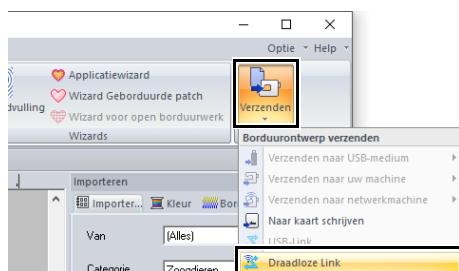 Optie Help
Applicatiewizard
Wizard Geborduurde patch
Wizard voor open borduurwerk
Wizards
Verzenden
Borduurontwerp verzenden
Verzenden naar USB-medium
Verzenden naar uw machine
Verzenden naar netwerkmachine
Naar kaart schrijven
USB-Link
Draadloze Link
Importeren
Importer... Kleur
Van (Alles)
Categorie Zoogdieren